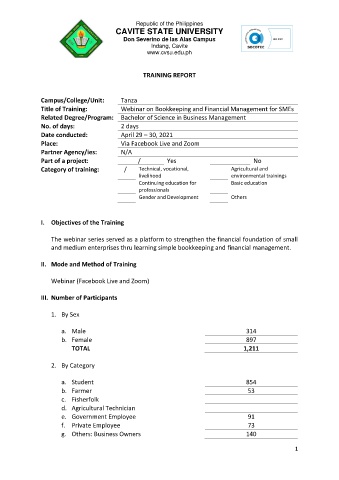 Republic of the Philippines
CAVITE STATE UNIVERSITY
Don Severino de las Alas Campus
Indang, Cavite
www.cvsu.edu.ph
SOCOTEC
TRAINING REPORT
Campus/College/Unit: Tanza
Title of Training: Webinar on Bookkeeping and Financial Management for SMEs
Related Degree/Program: Bachelor of Science in Business Management
No. of days: 2 days
Date conducted: April 29 – 30, 2021
Place: Via Facebook Live and Zoom
Partner Agency/ies: N/A
Part of a project: / Yes No
Category of training: / Technical, vocational, livelihood Agricultural and environmental trainings
Continuing education for professionals Basic education
Gender and Development Others
I. Objectives of the Training
The webinar series served as a platform to strengthen the financial foundation of small
and medium enterprises thru learning simple bookkeeping and financial management.
II. Mode and Method of Training
Webinar (Facebook Live and Zoom)
III. Number of Participants
1. By Sex
a. Male 314
b. Female 897
TOTAL 1,211
2. By Category
a. Student 854
b. Farmer 53
c. Fisherfolk
d. Agricultural Technician
e. Government Employee 91
f. Private Employee 73
g. Others: Business Owners 140
1